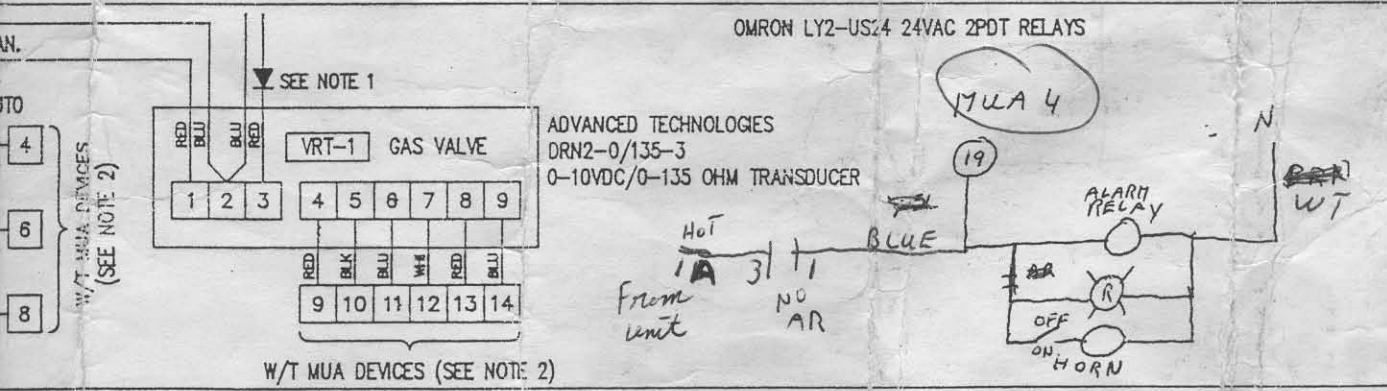 OMRON LY2-US24 24VAC 2PDT RELAYS
AN.
SEE NOTE 1
MUA 4
UTO
4
6
8
W/T MUA DEVICES
(SEE NOTE 2)
RED BLU BLU RED
VRT-1 GAS VALVE
1 2 3 4 5 6 7 8 9
RED BLK BLU WHI RED BLU
9 10 11 12 13 14
W/T MUA DEVICES (SEE NOTE 2)
ADVANCED TECHNOLOGIES
DRN2-0/135-3
0-10VDC/0-135 OHM TRANSDUCER
19
N
WT
HOT
1A 3 1
BLUE
From
unit
NO
AR
ALARM
RELAY
R
OFF
ON
HORN